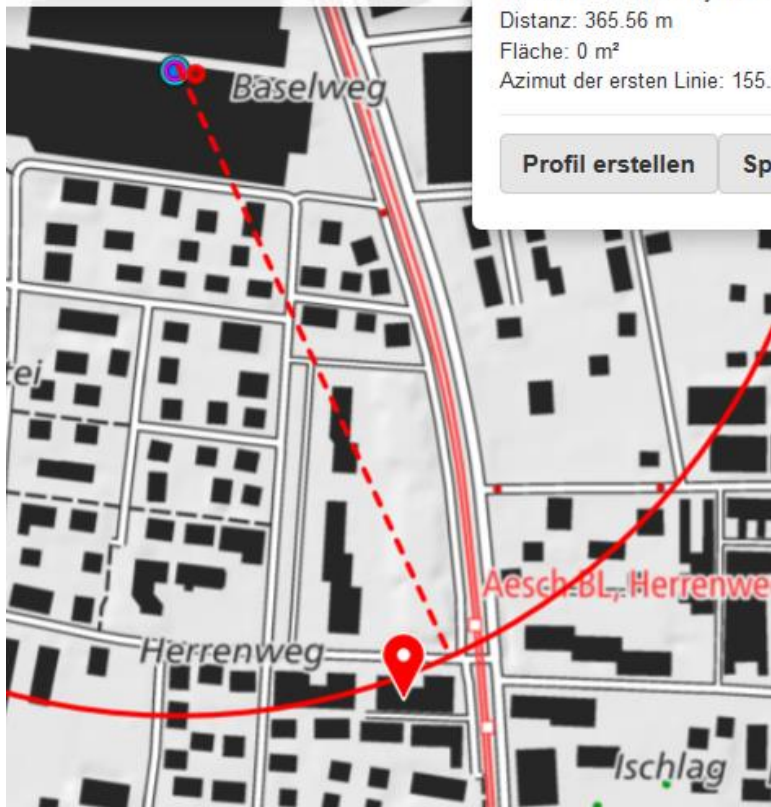 Distanz: 365.56 m
Fläche: 0 m²
Azimut der ersten Linie: 155.
Profil erstellen
Sp
Baselweg
tei
Aesch BL, Herrenwe
Herrenweg
Ischlag